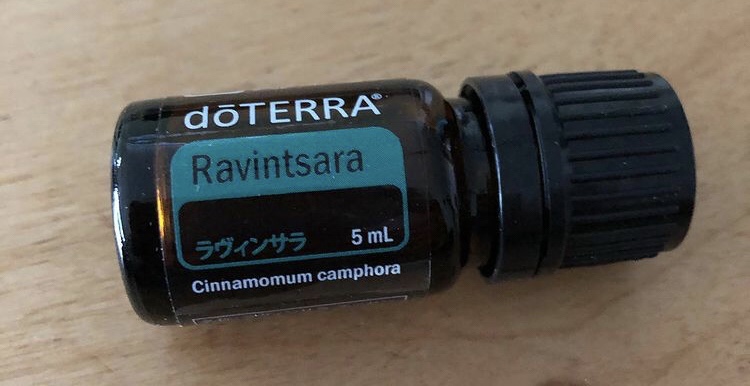 dōTERRA®
Ravintsara
ラヴィンサラ 5 mL
Cinnamomum camphora